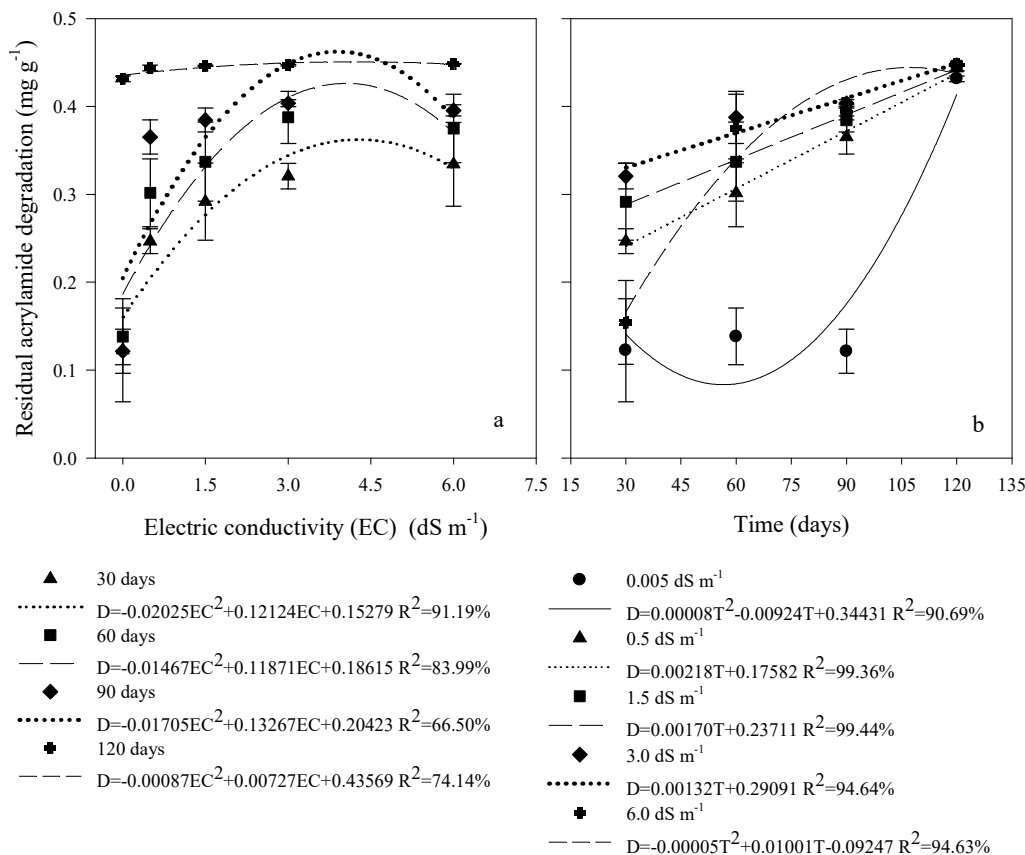 Residual acrylamide degradation (mg g⁻¹)
0.5
0.4
0.3
0.2
0.1
0.0
a
b
0.0 1.5 3.0 4.5 6.0 7.5
15 30 45 60 75 90 105 120 135
Electric conductivity (EC) (dS m⁻¹)
Time (days)
30 days
D=-0.02025EC²+0.12124EC+0.15279 R²=91.19%
60 days
D=-0.01467EC²+0.11871EC+0.18615 R²=83.99%
90 days
D=-0.01705EC²+0.13267EC+0.20423 R²=66.50%
120 days
D=-0.00087EC²+0.00727EC+0.43569 R²=74.14%
0.005 dS m⁻¹
D=0.00008T²-0.00924T+0.34431 R²=90.69%
0.5 dS m⁻¹
D=0.00218T+0.17582 R²=99.36%
1.5 dS m⁻¹
D=0.00170T+0.23711 R²=99.44%
3.0 dS m⁻¹
D=0.00132T+0.29091 R²=94.64%
6.0 dS m⁻¹
D=-0.00005T²+0.01001T-0.09247 R²=94.63%